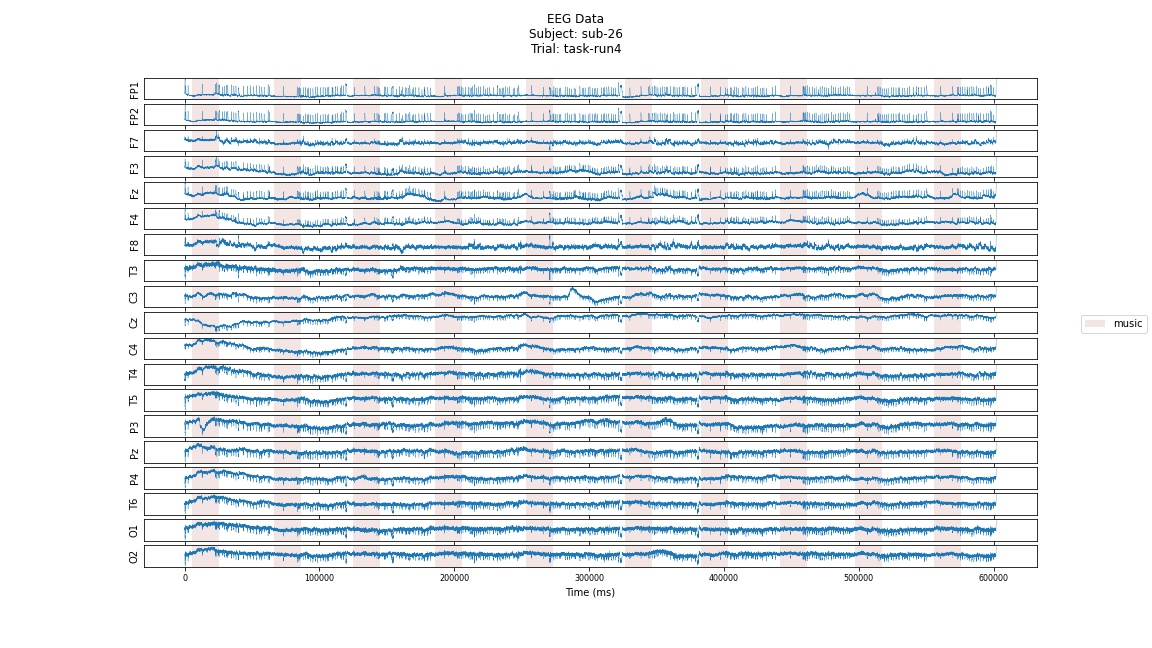 EEG Data
Subject: sub-26
Trial: task-run4
FP1
FP2
F7
F3
Fz
F4
F8
T3
C3
Cz
C4
T4
T5
P3
Pz
P4
T6
O1
O2
music
0 100000 200000 300000 400000 500000 600000
Time (ms)